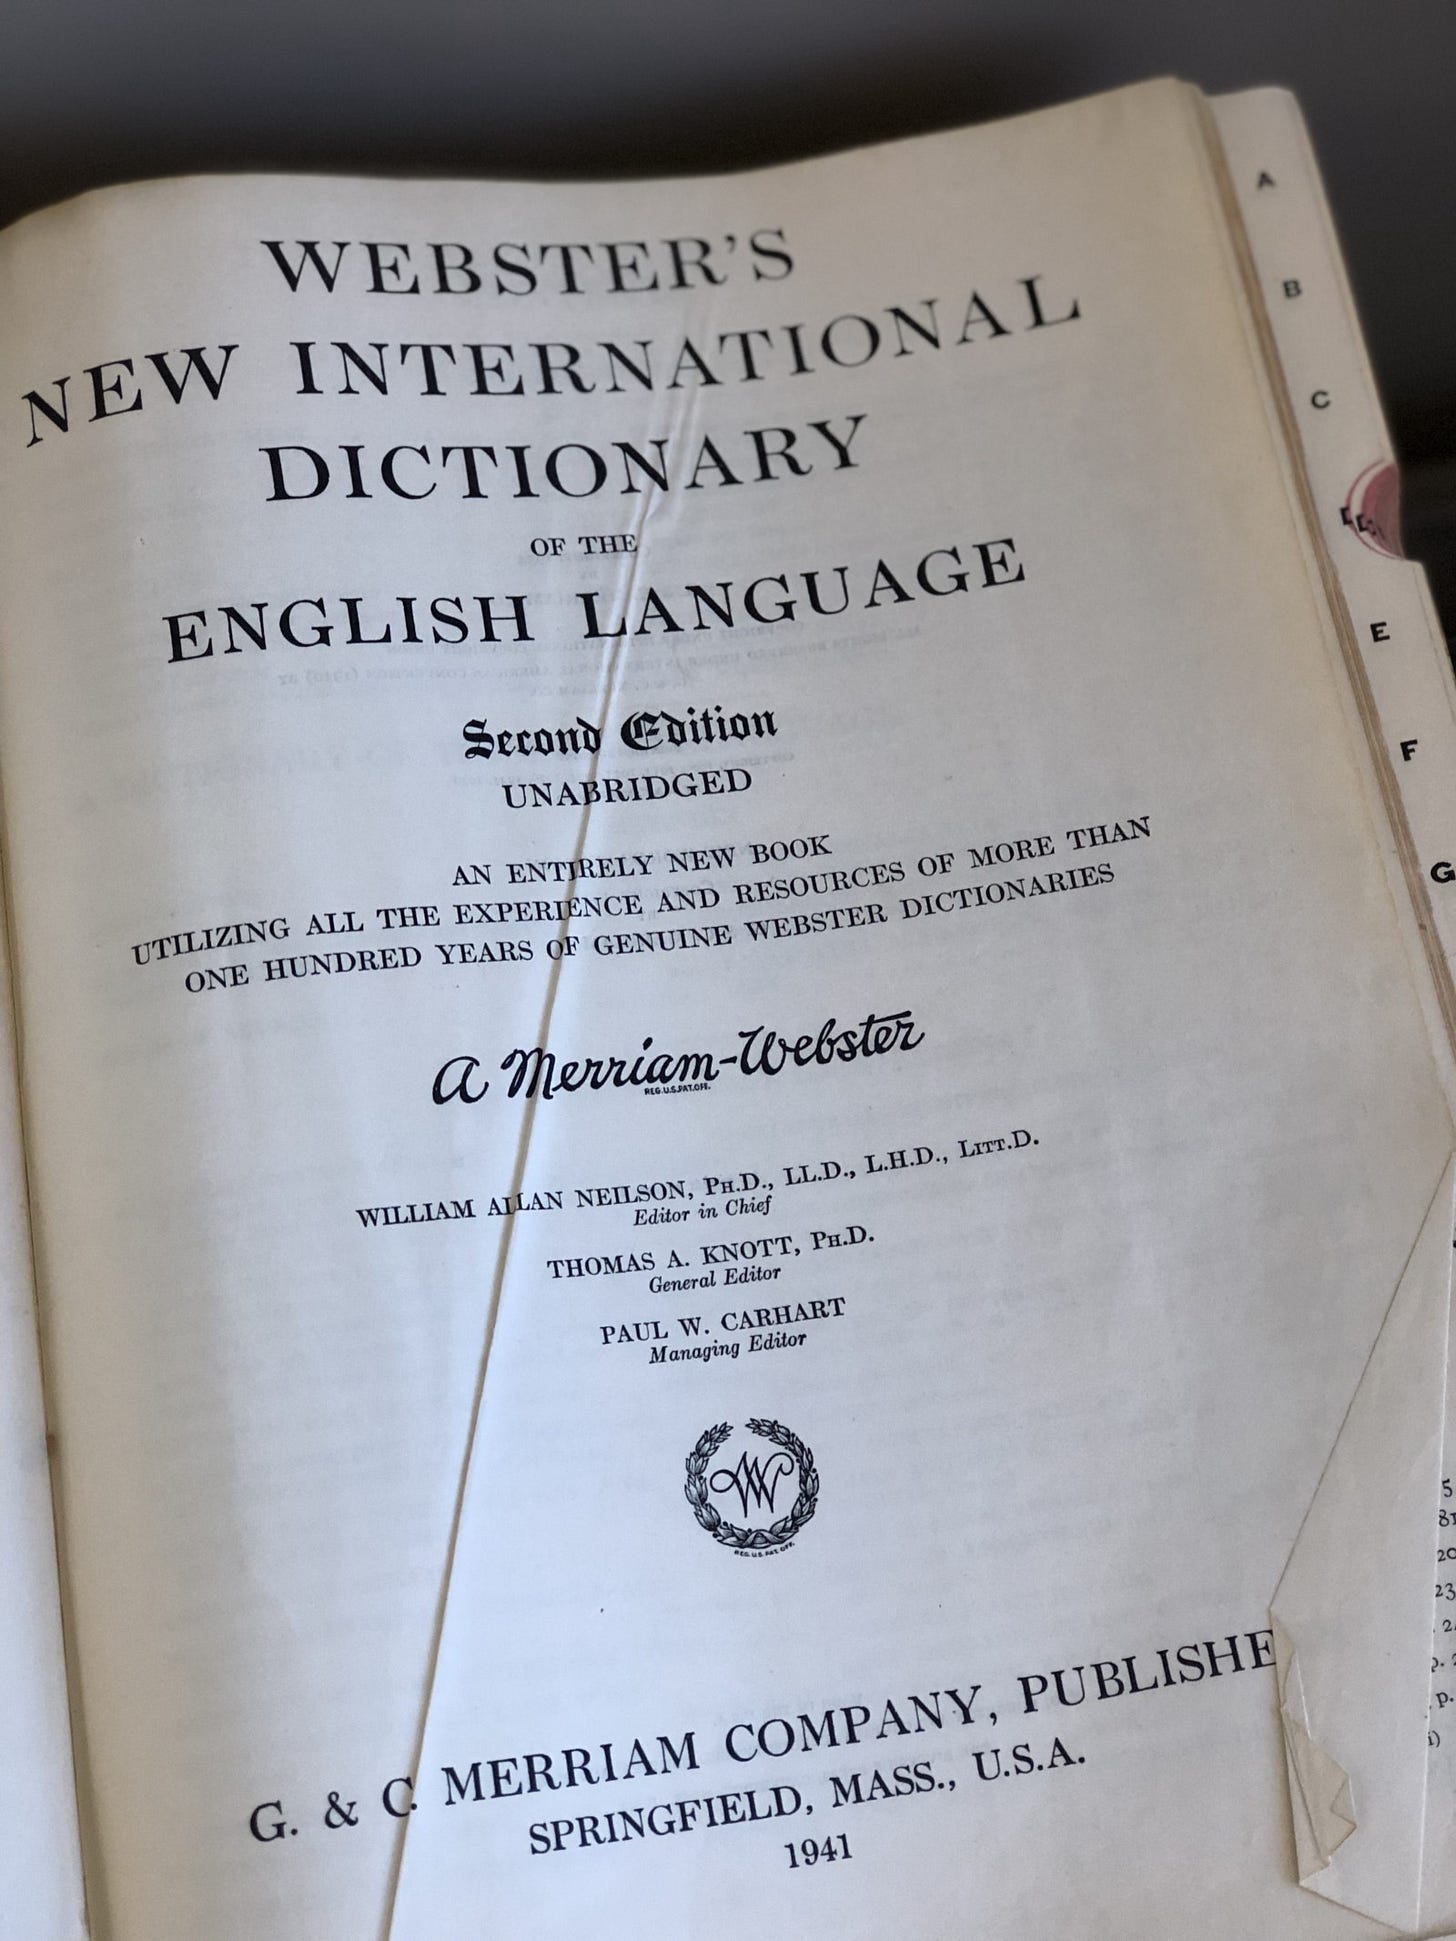 WEBSTER'S
NEW INTERNATIONAL
DICTIONARY
OF THE
ENGLISH LANGUAGE
Second Edition
UNABRIDGED
AN ENTIRELY NEW BOOK
UTILIZING ALL THE EXPERIENCE AND RESOURCES OF MORE THAN
ONE HUNDRED YEARS OF GENUINE WEBSTER DICTIONARIES
A Merriam-Webster
REG.U.S.PAT.OFF.
WILLIAM ALLAN NEILSON, PH.D., LL.D., L.H.D., LITT.D.
Editor in Chief
THOMAS A. KNOTT, PH.D.
General Editor
PAUL W. CARHART
Managing Editor
W
REG. U.S. PAT. OFF.
G. & C. MERRIAM COMPANY, PUBLISHE
SPRINGFIELD, MASS., U.S.A.
1941
A
B
C
E
F
G
5
20
23
p.